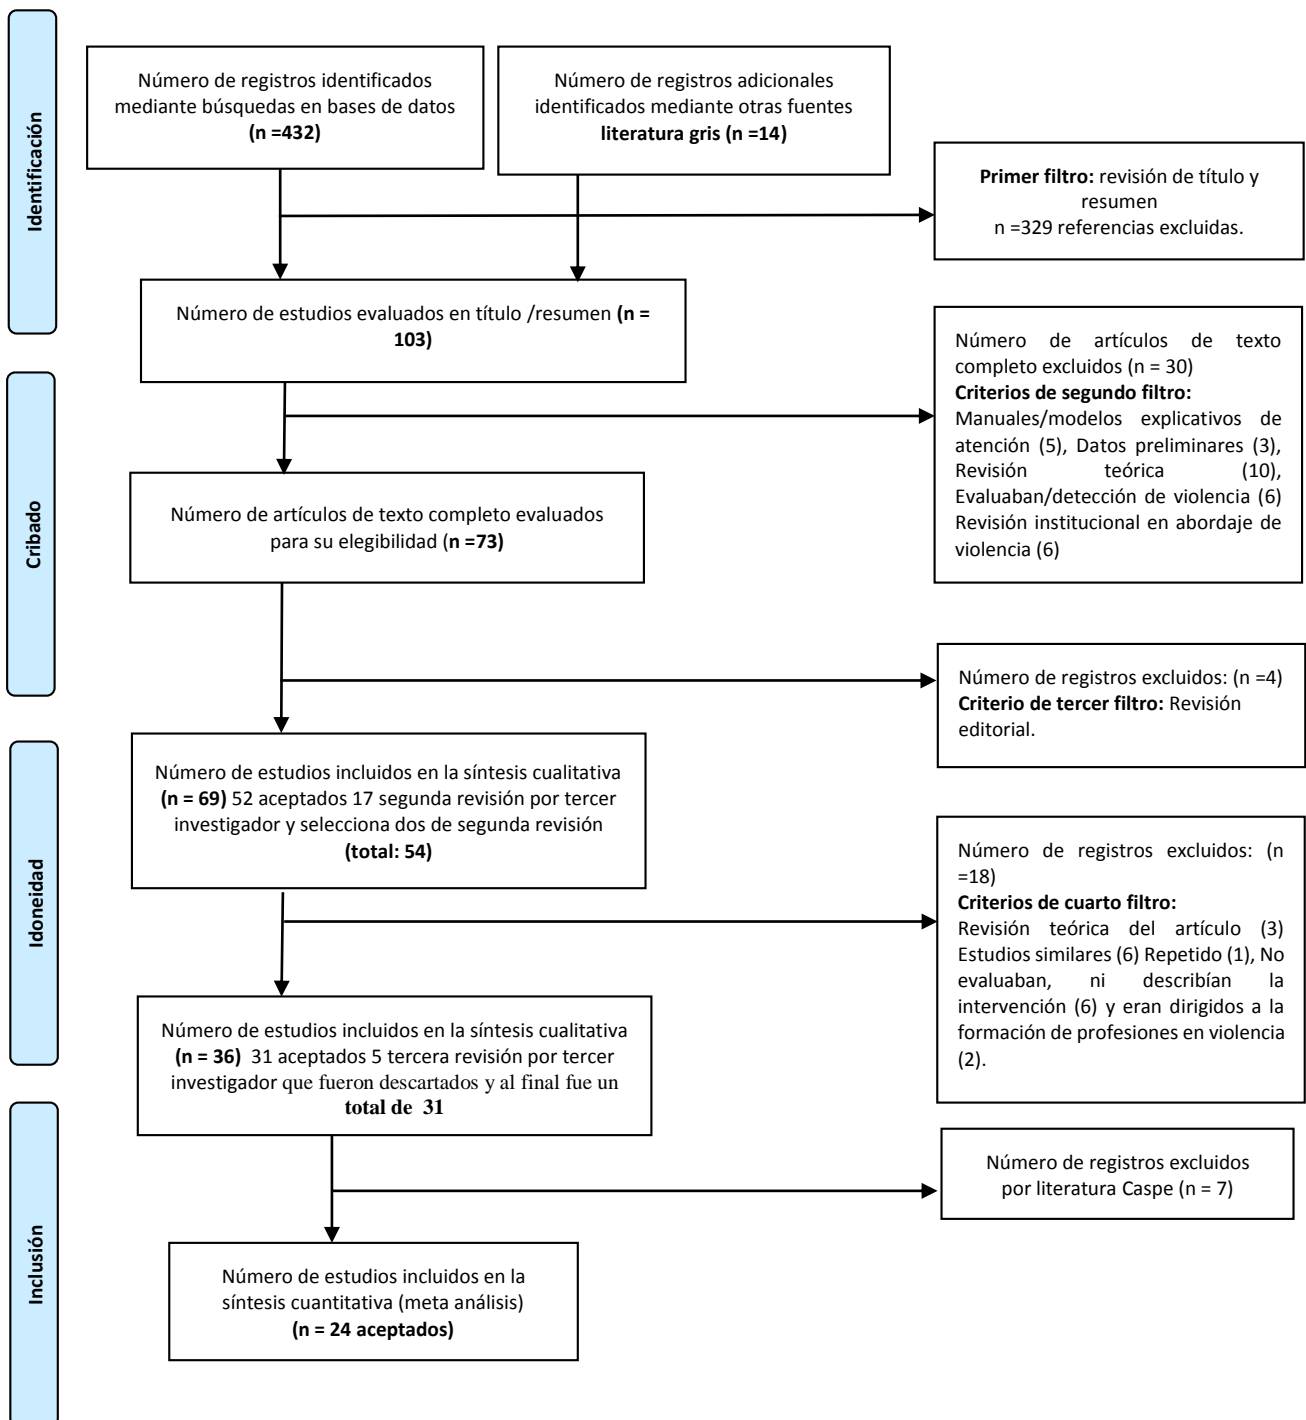 Identificación
Número de registros identificados
mediante búsquedas en bases de datos
(n =432)
Número de registros adicionales
identificados mediante otras fuentes
literatura gris (n =14)
Primer filtro: revisión de título y
resumen
n =329 referencias excluidas.
Número de estudios evaluados en título /resumen (n =
103)
Cribado
Número de artículos de texto
completo excluidos (n = 30)
Criterios de segundo filtro:
Manuales/modelos explicativos de
atención (5), Datos preliminares (3),
Revisión teórica (10),
Evaluaban/detección de violencia (6)
Revisión institucional en abordaje de
violencia (6)
Número de artículos de texto completo evaluados
para su elegibilidad (n =73)
Número de registros excluidos: (n =4)
Criterio de tercer filtro: Revisión
editorial.
Idoneidad
Número de estudios incluidos en la síntesis cualitativa
(n = 69) 52 aceptados 17 segunda revisión por tercer
investigador y selecciona dos de segunda revisión
(total: 54)
Número de registros excluidos: (n
=18)
Criterios de cuarto filtro:
Revisión teórica del artículo (3)
Estudios similares (6) Repetido (1), No
evaluaban, ni describían la
intervención (6) y eran dirigidos a la
formación de profesiones en violencia
(2).
Número de estudios incluidos en la síntesis cualitativa
(n = 36) 31 aceptados 5 tercera revisión por tercer
investigador que fueron descartados y al final fue un
total de 31
Inclusión
Número de registros excluidos
por literatura Caspe (n = 7)
Número de estudios incluidos en la
síntesis cuantitativa (meta análisis)
(n = 24 aceptados)